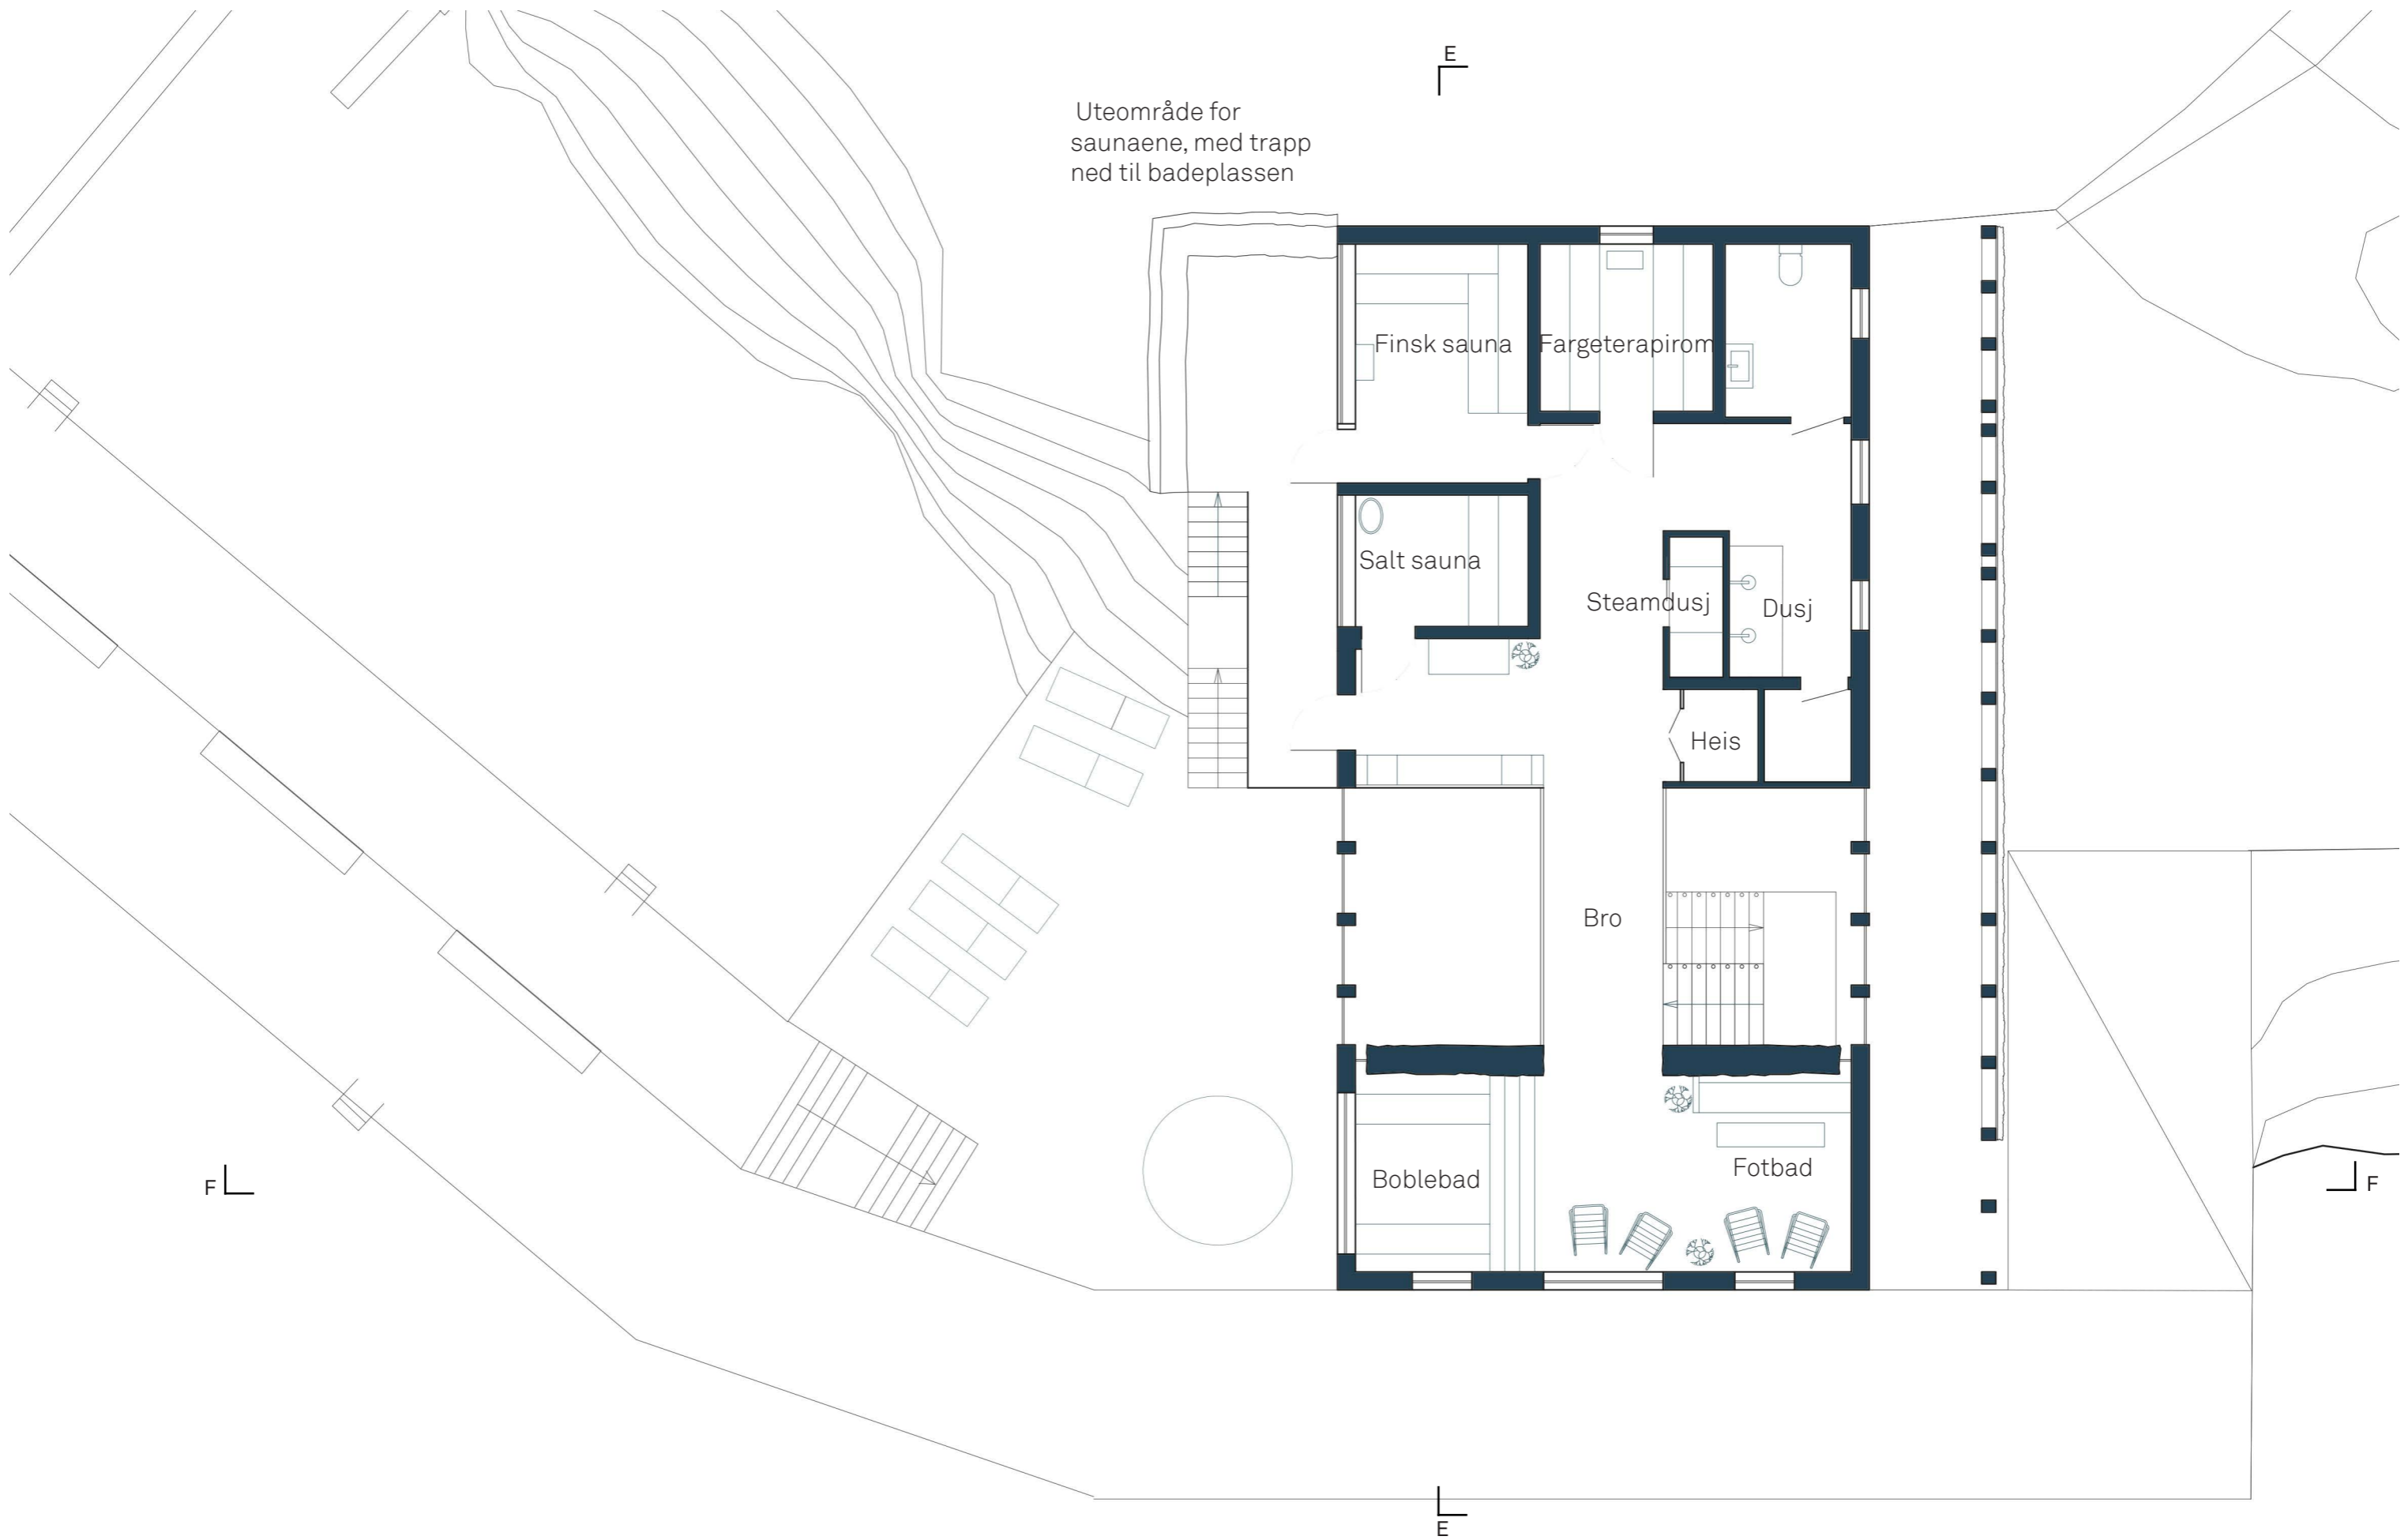 E
Uteområde for
saunaene, med trapp
ned til badeplassen
Finsk sauna
Fargeterapirom
Salt sauna
Steamdusj
Dusj
Heis
Bro
Fotbad
Boblebad
F
F
E